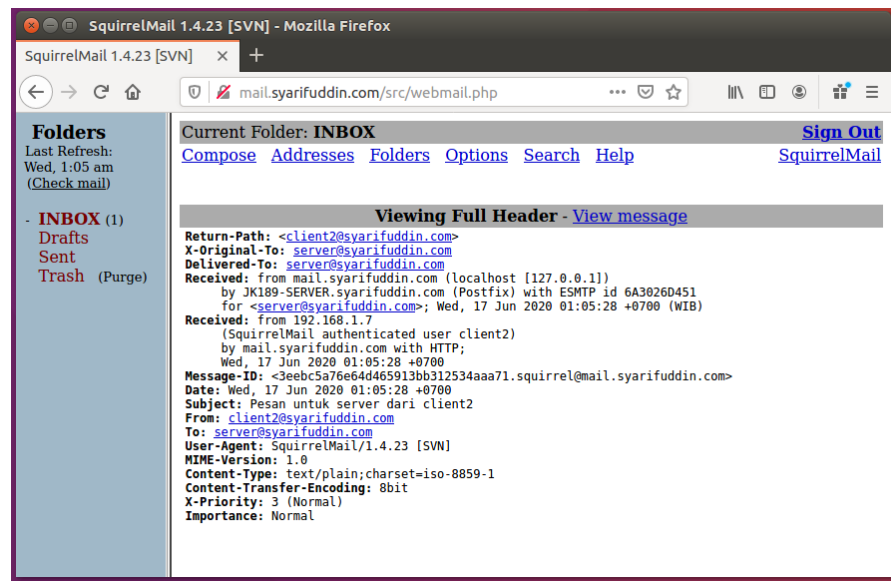 SquirrelMail 1.4.23 [SVN] - Mozilla Firefox
SquirrelMail 1.4.23 [SVN]
mail.syarifuddin.com/src/webmail.php
Folders
Last Refresh:
Wed, 1:05 am
(Check mail)
- INBOX (1)
Drafts
Sent
Trash (Purge)
Current Folder: INBOX Sign Out
Compose Addresses Folders Options Search Help SquirrelMail
Viewing Full Header - View message
Return-Path: <client2@syarifuddin.com>
X-Original-To: server@syarifuddin.com
Delivered-To: server@syarifuddin.com
Received: from mail.syarifuddin.com (localhost [127.0.0.1])
by JK189-SERVER.syarifuddin.com (Postfix) with ESMTP id 6A3026D451
for <server@syarifuddin.com>; Wed, 17 Jun 2020 01:05:28 +0700 (WIB)
Received: from 192.168.1.7
(SquirrelMail authenticated user client2)
by mail.syarifuddin.com with HTTP;
Wed, 17 Jun 2020 01:05:28 +0700
Message-ID: <3eebc5a76e64d465913bb312534aaa71.squirrel@mail.syarifuddin.com>
Date: Wed, 17 Jun 2020 01:05:28 +0700
Subject: Pesan untuk server dari client2
From: client2@syarifuddin.com
To: server@syarifuddin.com
User-Agent: SquirrelMail/1.4.23 [SVN]
MIME-Version: 1.0
Content-Type: text/plain;charset=iso-8859-1
Content-Transfer-Encoding: 8bit
X-Priority: 3 (Normal)
Importance: Normal